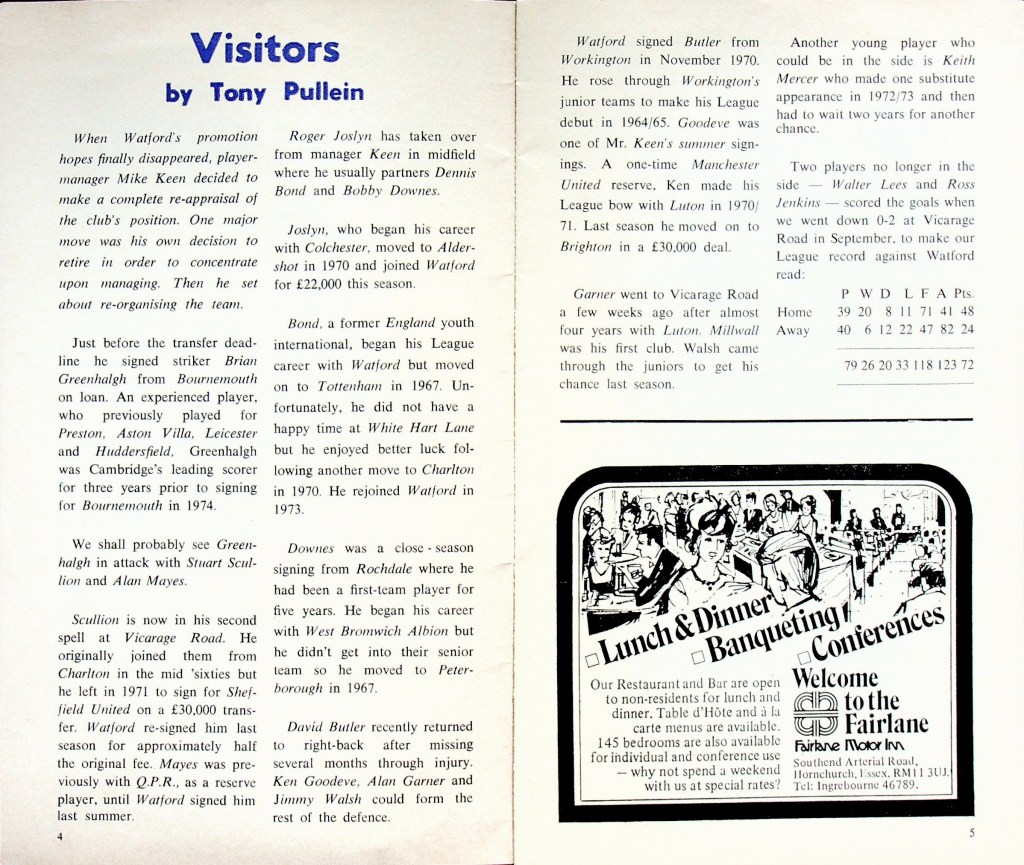 Visitors
by Tony Pullein
When Watford's promotion
hopes finally disappeared, player-
manager Mike Keen decided to
make a complete re-appraisal of
the club's position. One major
move was his own decision to
retire in order to concentrate
upon managing. Then he set
about re-organising the team.
Just before the transfer dead-
line he signed striker Brian
Greenhalgh from Bournemouth
on loan. An experienced player,
who previously played for
Preston, Aston Villa, Leicester
and Huddersfield, Greenhalgh
was Cambridge's leading scorer
for three years prior to signing
for Bournemouth in 1974.
We shall probably see Green-
halgh in attack with Stuart Scul-
lion and Alan Mayes.
Scullion is now in his second
spell at Vicarage Road. He
originally joined them from
Charlton in the mid 'sixties but
he left in 1971 to sign for Shef-
field United on a £30,000 trans-
fer. Watford re-signed him last
season for approximately half
the original fee. Mayes was pre-
viously with Q.P.R., as a reserve
player, until Watford signed him
last summer.
4
Roger Joslyn has taken over
from manager Keen in midfield
where he usually partners Dennis
Bond and Bobby Downes.
Joslyn, who began his career
with Colchester, moved to Alder-
shot in 1970 and joined Watford
for £22,000 this season.
Bond, a former England youth
international, began his League
career with Watford but moved
on to Tottenham in 1967. Un-
fortunately, he did not have a
happy time at White Hart Lane
but he enjoyed better luck fol-
lowing another move to Charlton
in 1970. He rejoined Watford in
1973.
Downes was a close-season
signing from Rochdale where he
had been a first-team player for
five years. He began his career
with West Bromwich Albion but
he didn't get into their senior
team so he moved to Peter-
borough in 1967.
David Butler recently returned
to right-back after missing
several months through injury.
Ken Goodeve, Alan Garner and
Jimmy Walsh could form the
rest of the defence.
Watford signed Butler from
Workington in November 1970.
He rose through Workington's
junior teams to make his League
debut in 1964/65. Goodeve was
one of Mr. Keen's summer sign-
ings. A one-time Manchester
United reserve, Ken made his
League bow with Luton in 1970/
71. Last season he moved on to
Brighton in a £30,000 deal.
Garner went to Vicarage Road
a few weeks ago after almost
four years with Luton. Millwall
was his first club. Walsh came
through the juniors to get his
chance last season.
Another young player who
could be in the side is Keith
Mercer who made one substitute
appearance in 1972/73 and then
had to wait two years for another
chance.
Two players no longer in the
side — Walter Lees and Ross
Jenkins — scored the goals when
we went down 0-2 at Vicarage
Road in September, to make our
League record against Watford
read:
P W D L F A Pts.
Home 39 20 8 11 71 41 48
Away 40 6 12 22 47 82 24
79 26 20 33 118 123 72
Lunch & Dinner
Banqueting
Conferences
Our Restaurant and Bar are open
to non-residents for lunch and
dinner. Table d'Hôte and à la
carte menus are available.
145 bedrooms are also available
for individual and conference use
— why not spend a weekend
with us at special rates?
Welcome
to the
Fairlane
Fairlane Motor Inn
Southend Arterial Road,
Hornchurch, Essex. RM11 3UJ.
Tel: Ingrebourne 46789.
5